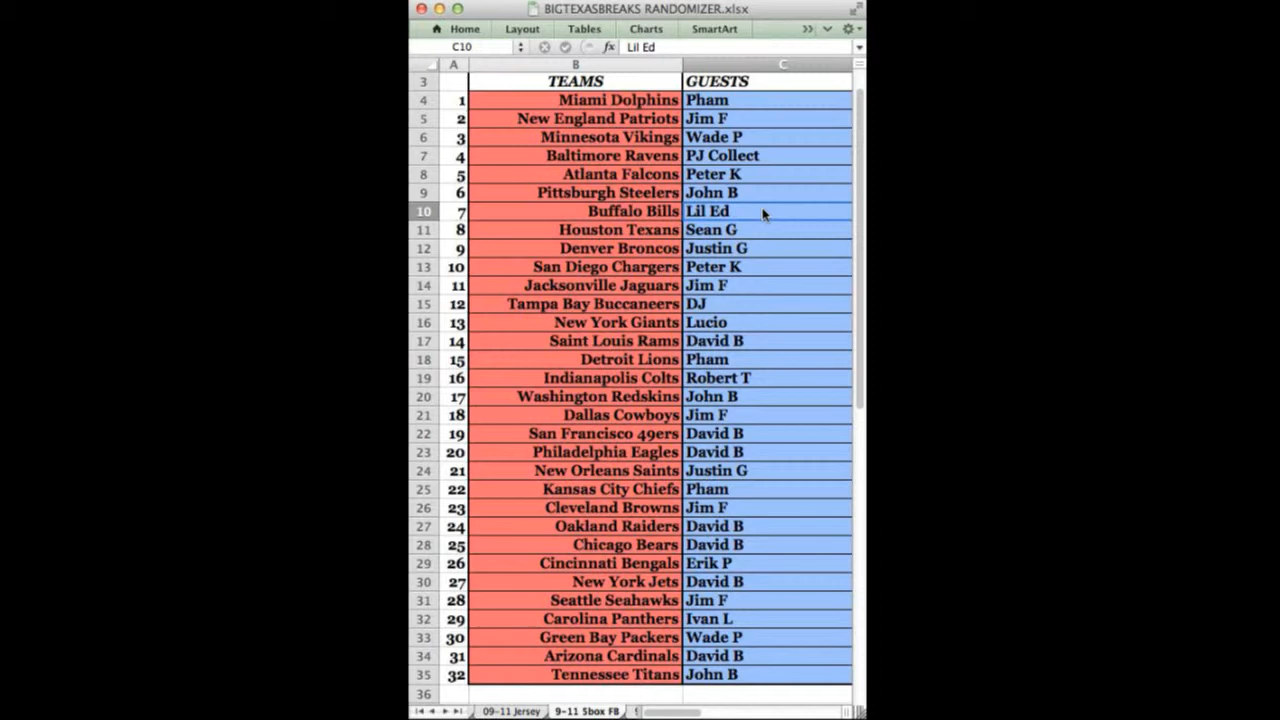 BIGTEXASBREAKS RANDOMIZER.xlsx
Home Layout Tables Charts SmartArt >>
C10 fx Lil Ed
A B C
3 TEAMS GUESTS
4 1 Miami Dolphins Pham
5 2 New England Patriots Jim F
6 3 Minnesota Vikings Wade P
7 4 Baltimore Ravens PJ Collect
8 5 Atlanta Falcons Peter K
9 6 Pittsburgh Steelers John B
10 7 Buffalo Bills Lil Ed
11 8 Houston Texans Sean G
12 9 Denver Broncos Justin G
13 10 San Diego Chargers Peter K
14 11 Jacksonville Jaguars Jim F
15 12 Tampa Bay Buccaneers DJ
16 13 New York Giants Lucio
17 14 Saint Louis Rams David B
18 15 Detroit Lions Pham
19 16 Indianapolis Colts Robert T
20 17 Washington Redskins John B
21 18 Dallas Cowboys Jim F
22 19 San Francisco 49ers David B
23 20 Philadelphia Eagles David B
24 21 New Orleans Saints Justin G
25 22 Kansas City Chiefs Pham
26 23 Cleveland Browns Jim F
27 24 Oakland Raiders David B
28 25 Chicago Bears David B
29 26 Cincinnati Bengals Erik P
30 27 New York Jets David B
31 28 Seattle Seahawks Jim F
32 29 Carolina Panthers Ivan L
33 30 Green Bay Packers Wade P
34 31 Arizona Cardinals David B
35 32 Tennessee Titans John B
36
09-11 Jersey 9-11 5box FB